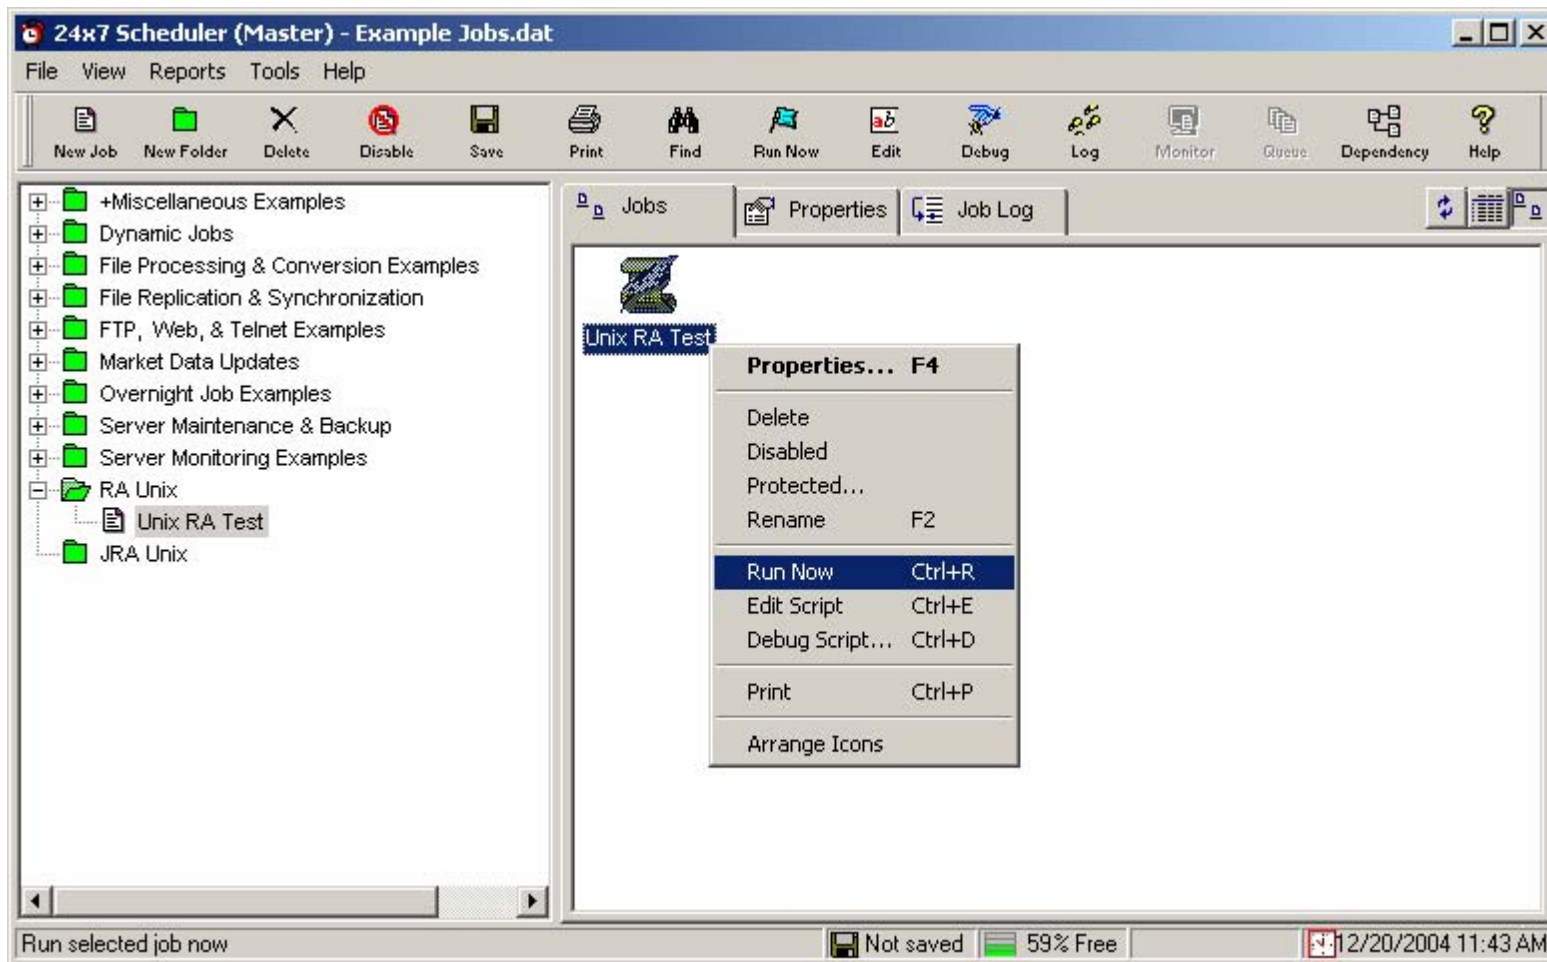 24x7 Scheduler (Master) - Example Jobs.dat
File View Reports Tools Help
New Job New Folder Delete Disable Save Print Find Run Now Edit Debug Log Monitor Queue Dependency Help
+Miscellaneous Examples
Dynamic Jobs
File Processing & Conversion Examples
File Replication & Synchronization
FTP, Web, & Telnet Examples
Market Data Updates
Overnight Job Examples
Server Maintenance & Backup
Server Monitoring Examples
RA Unix
Unix RA Test
JRA Unix
Jobs Properties Job Log
Unix RA Test
Properties... F4
Delete
Disabled
Protected...
Rename F2
Run Now Ctrl+R
Edit Script Ctrl+E
Debug Script... Ctrl+D
Print Ctrl+P
Arrange Icons
Run selected job now Not saved 59% Free 12/20/2004 11:43 AM